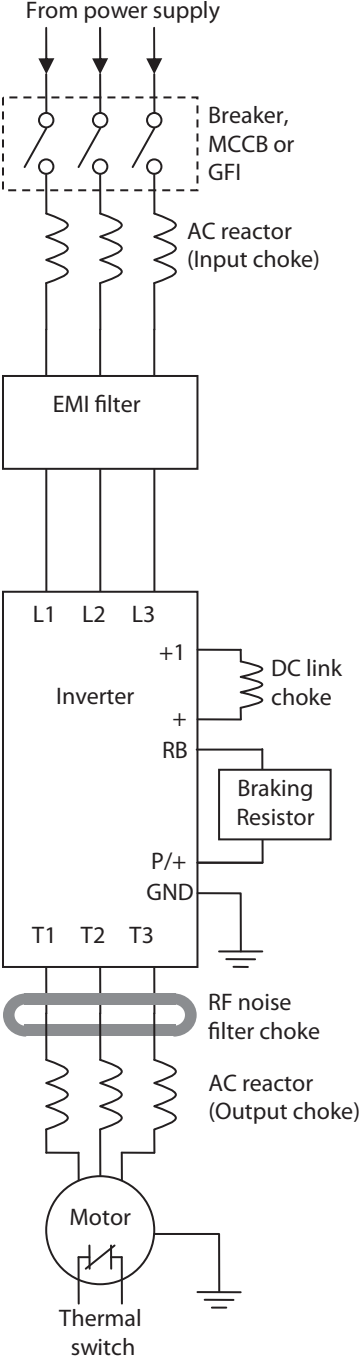 From power supply
Breaker,
MCCB or
GFI
AC reactor
(Input choke)
EMI filter
L1 L2 L3
+1
DC link
choke
Inverter
+
RB
Braking
Resistor
P/+
GND
T1 T2 T3
RF noise
filter choke
AC reactor
(Output choke)
Motor
Thermal
switch